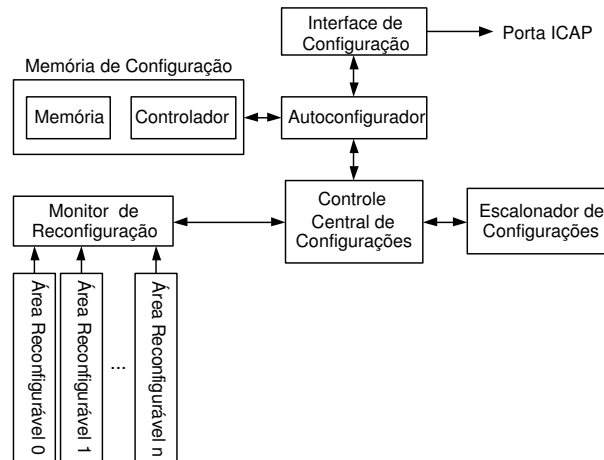 Interface de
Configuração
Porta ICAP
Memória de Configuração
Memória
Controlador
Autoconfigurador
Controle
Central de
Configurações
Monitor de
Reconfiguração
Escalonador de
Configurações
Área Reconfigurável 0
Área Reconfigurável 1
...
Área Reconfigurável n